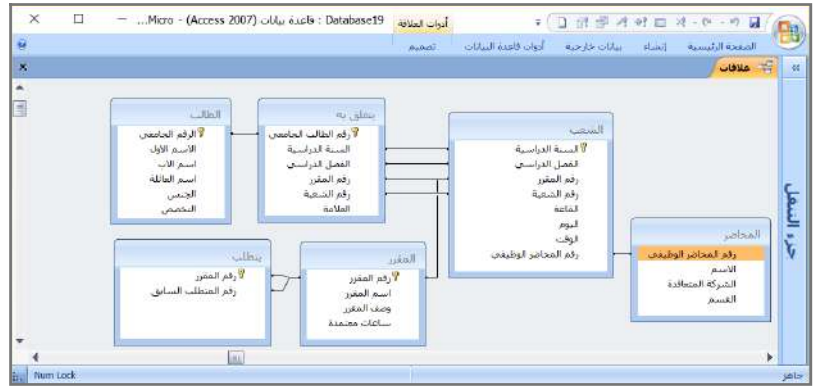 Database19 : قاعدة بيانات (Access 2007) - Micro...
أدوات العلاقة
الصفحة الرئيسية
إنشاء
بيانات خارجية
أدوات قاعدة البيانات
تصميم
علاقات
جزء التنقل
الشعب
السنة الدراسية
الفصل الدراسي
رقم المقرر
رقم الشعبة
القاعة
اليوم
الوقت
رقم المحاضر الوظيفي
المحاضر
رقم المحاضر الوظيفي
الاسم
الشركة المتعاقدة
القسم
يتعلق به
رقم الطالب الجامعي
السنة الدراسية
الفصل الدراسي
رقم المقرر
رقم الشعبة
العلامة
الطالب
الرقم الجامعي
الاسم الأول
اسم الأب
اسم العائلة
الجنس
التخصص
المقرر
رقم المقرر
اسم المقرر
وصف المقرر
ساعات معتمدة
يتطلب
رقم المقرر
رقم المتطلب السابق
جاهز
Num Lock